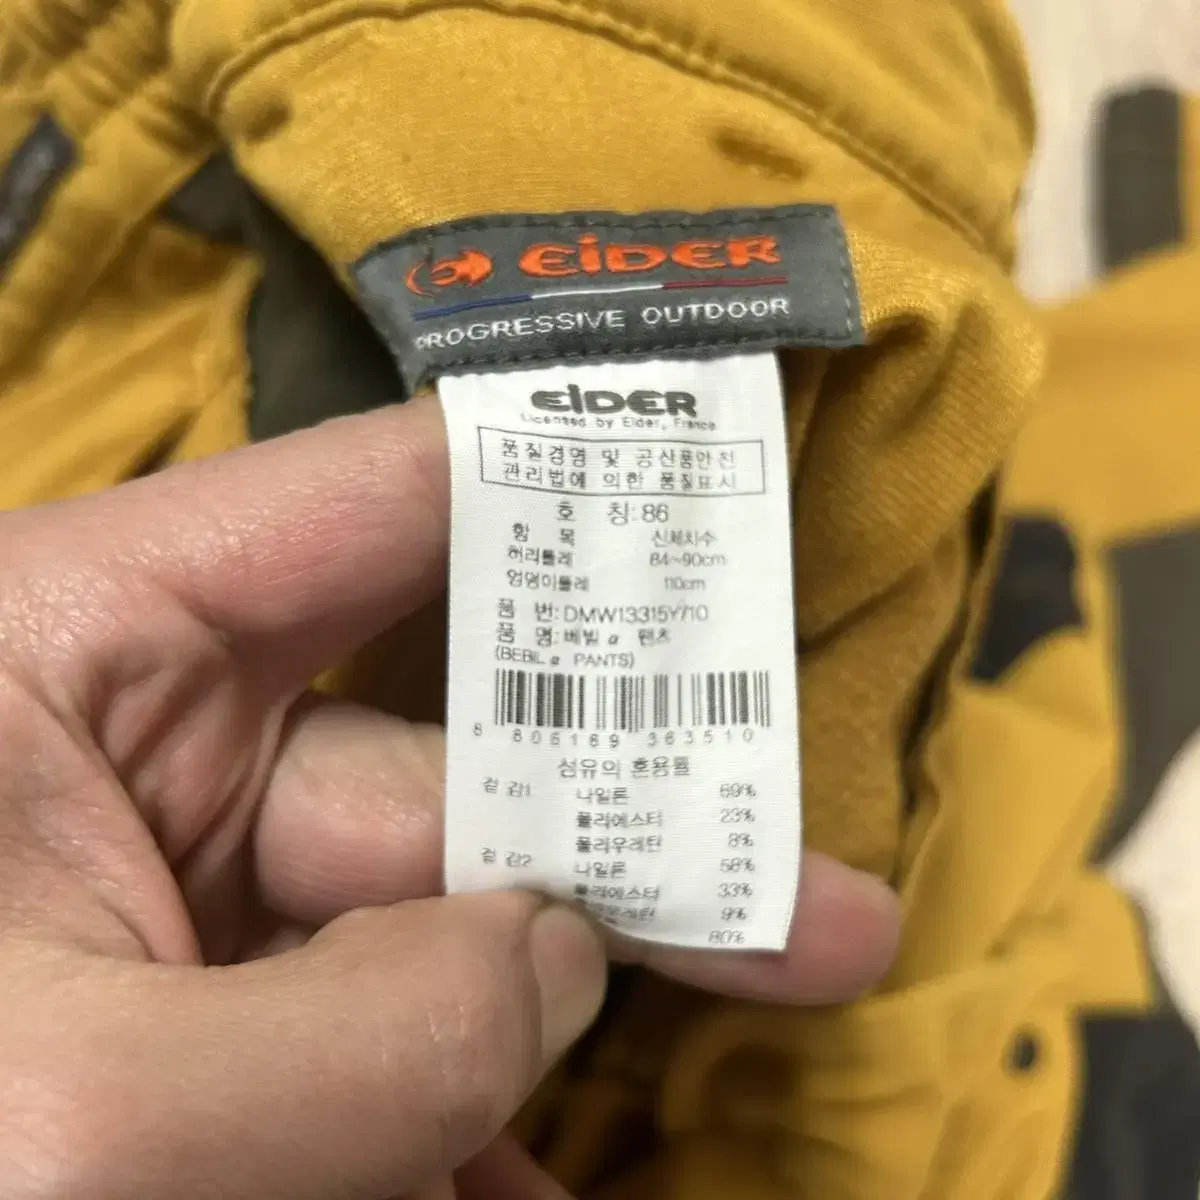 EiDER
PROGRESSIVE OUTDOOR
EiDER
Licensed by Eider, France
품질경영 및 공산품안전
관리법에 의한 품질표시
호 칭:86
항 목 신체치수
허리둘레 84~90cm
엉덩이둘레 110cm
품 번:DMW13315Y710
품 명:베빌 α 팬츠
(BEBIL α PANTS)
8 806169 363510
섬유의 혼용률
겉 감1 나일론 69%
폴리에스터 23%
폴리우레탄 8%
겉 감2 나일론 58%
폴리에스터 33%
9%
80%